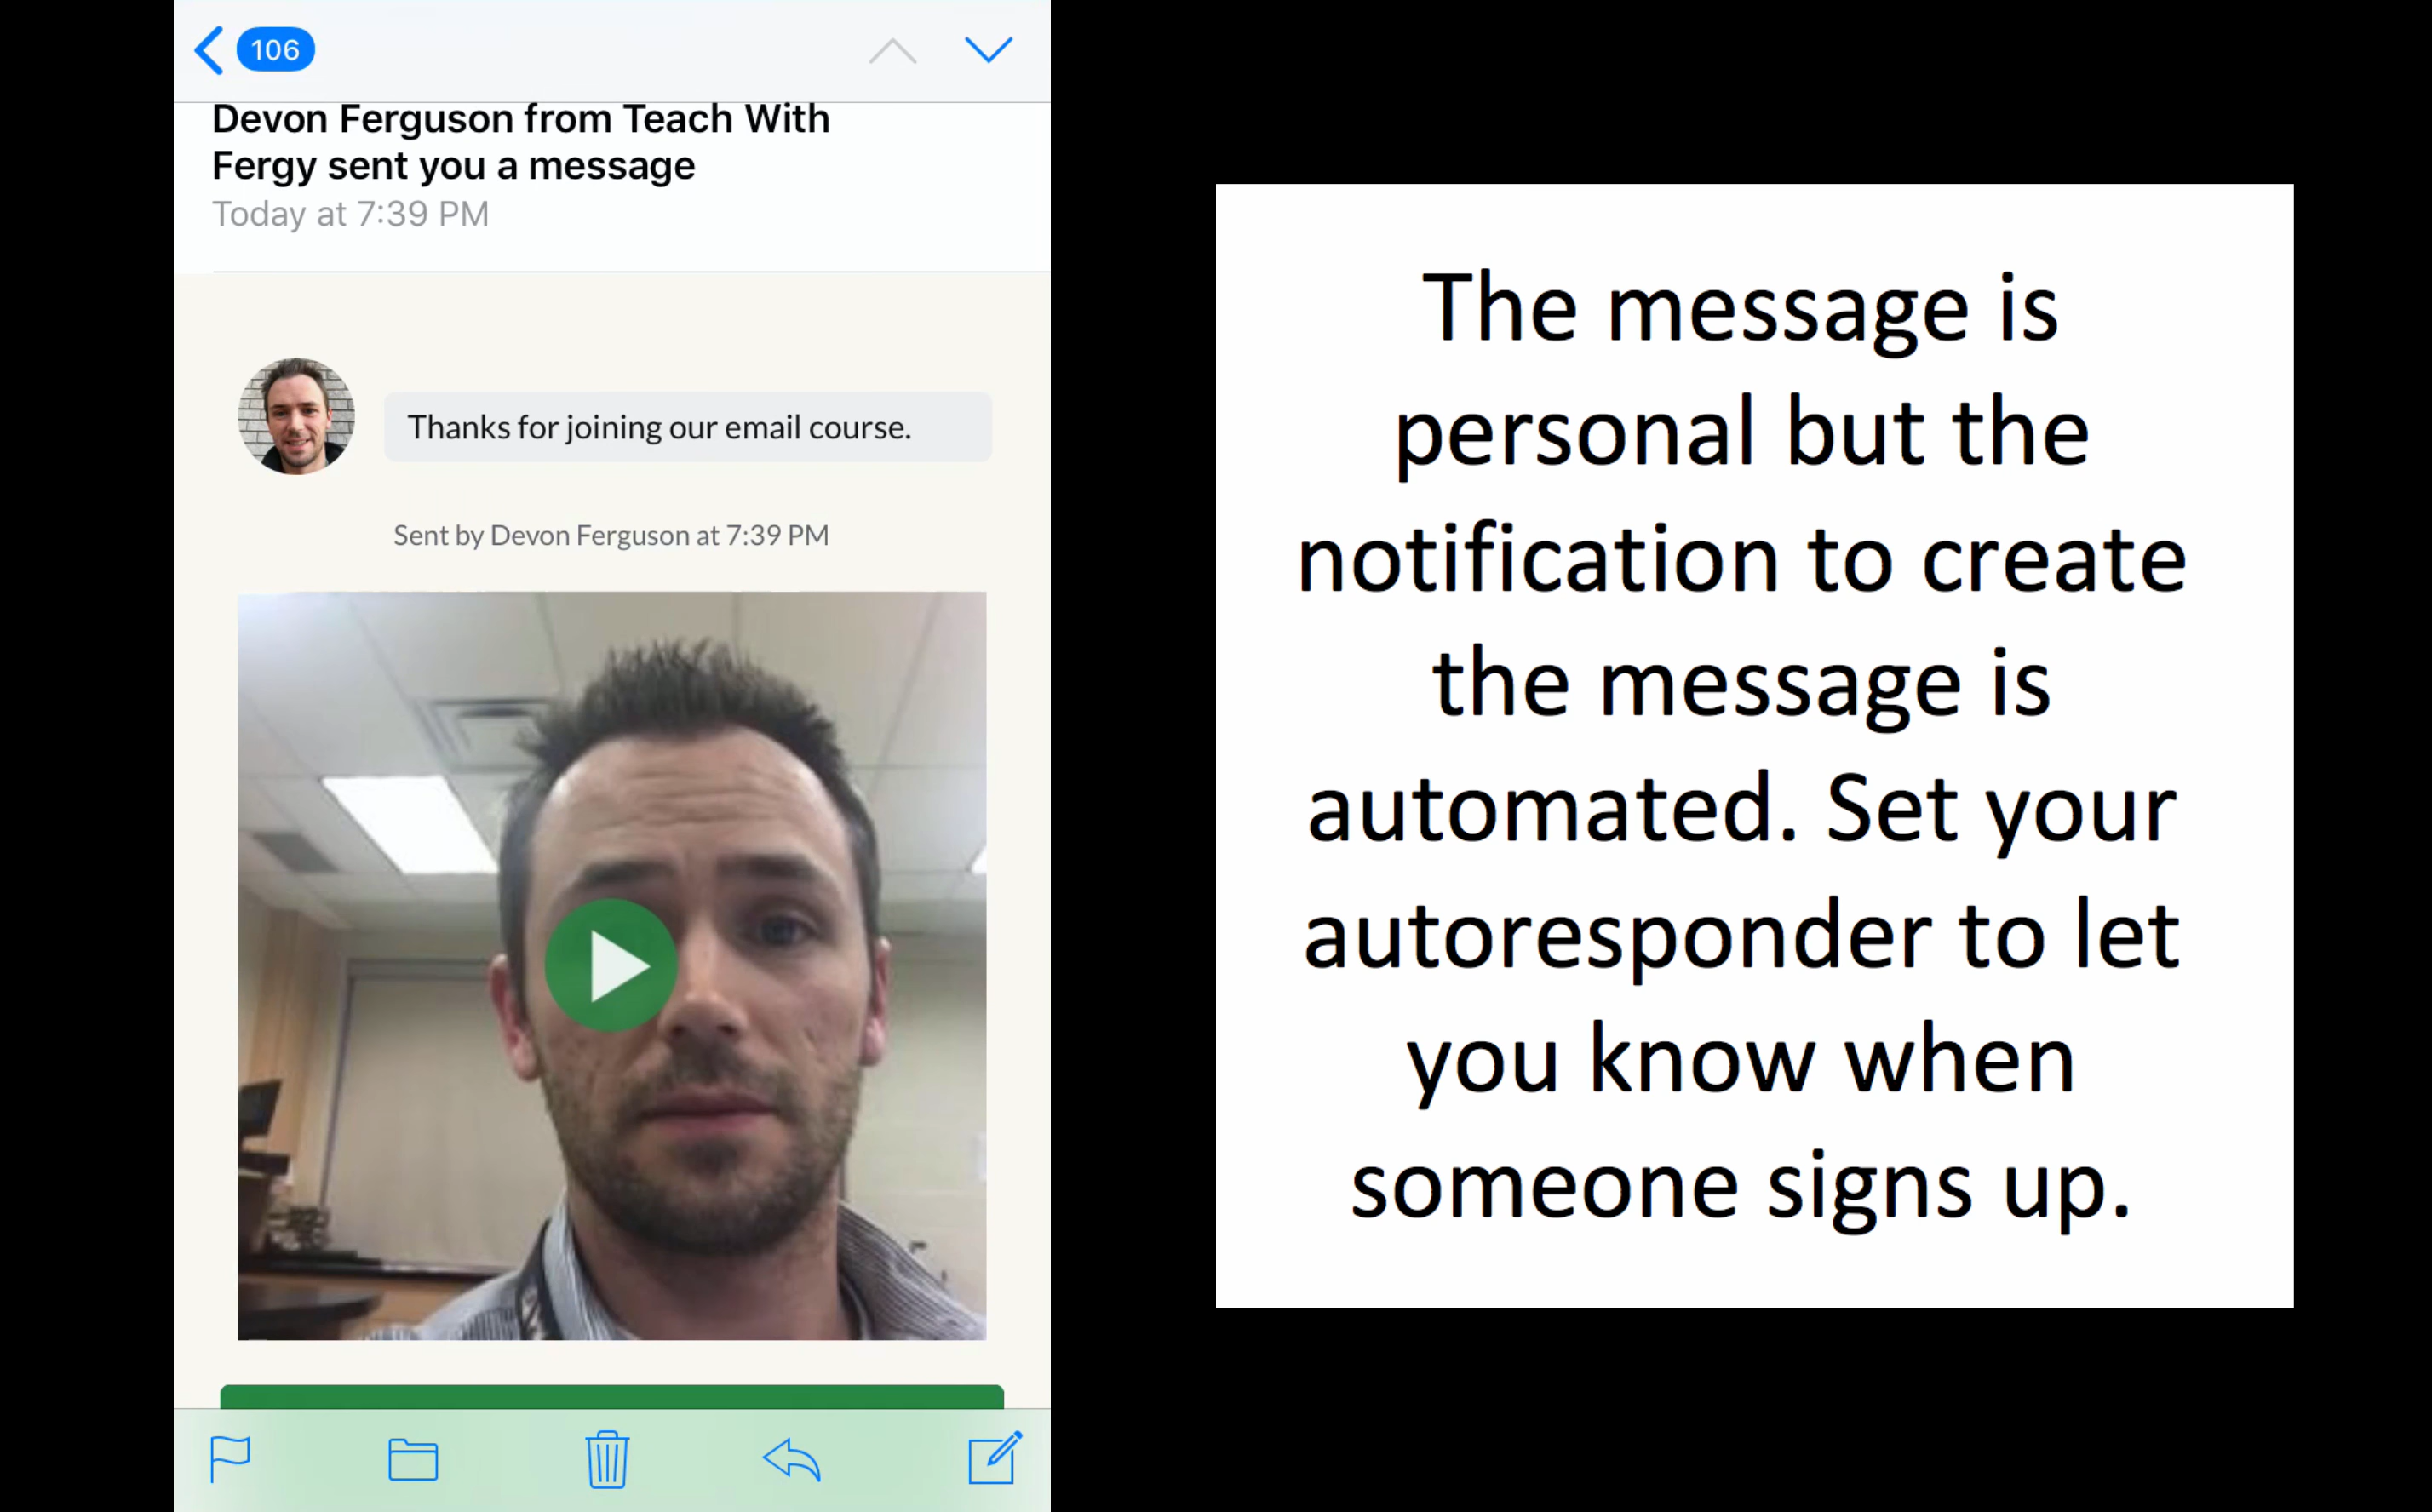 106
Devon Ferguson from Teach With
Fergy sent you a message
Today at 7:39 PM
Thanks for joining our email course.
Sent by Devon Ferguson at 7:39 PM
The message is
personal but the
notification to create
the message is
automated. Set your
autoresponder to let
you know when
someone signs up.